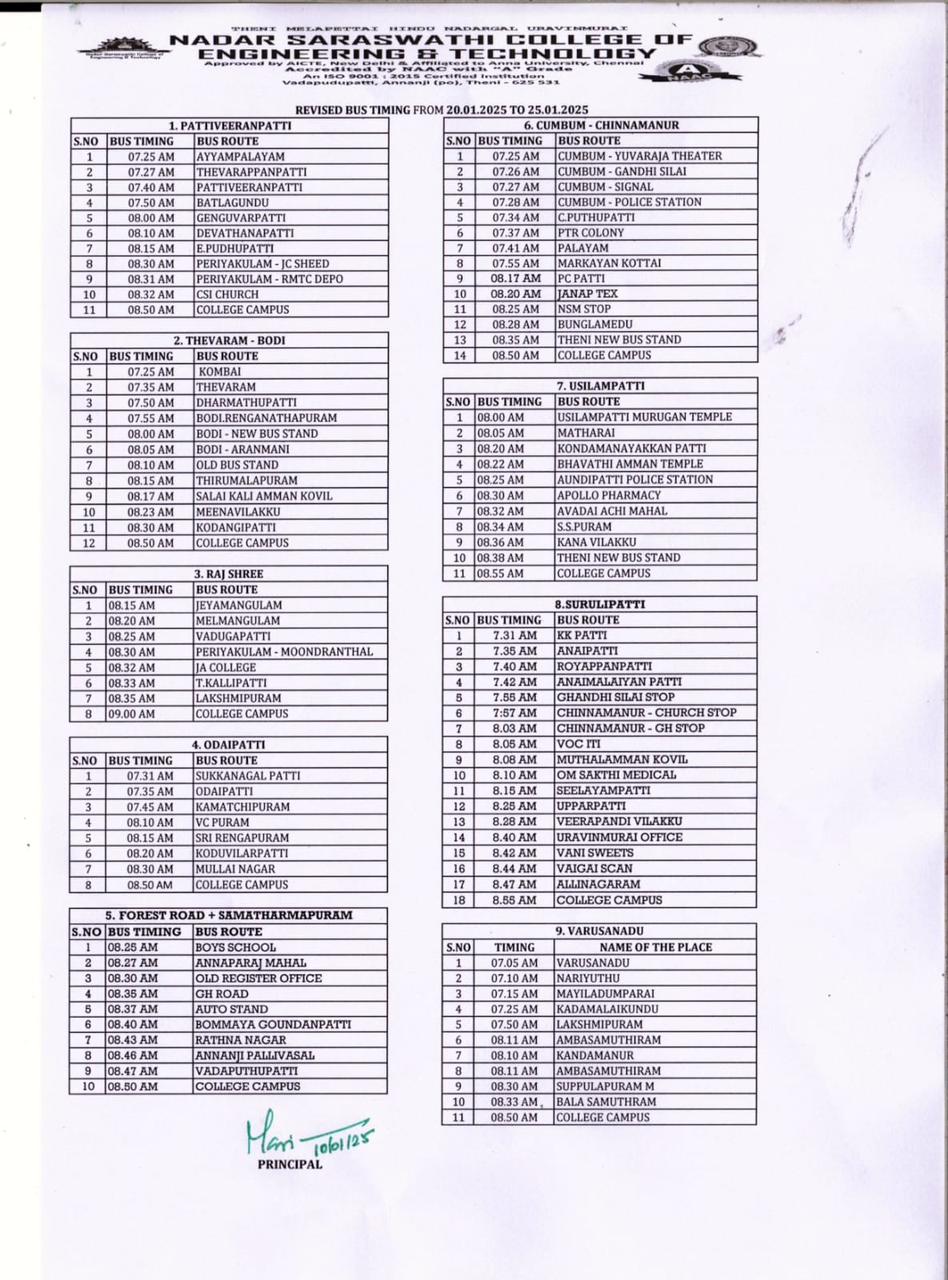 THENI MELAPETTAI HINDU NADARGAL URAVINMURAI
NADAR SARASWATHI COLLEGE OF
ENGINEERING & TECHNOLOGY
Approved by AICTE, New Delhi & Affiliated to Anna University, Chennai
Accredited by NAAC with "A" Grade
An ISO 9001 : 2015 Certified Institution
Vadapudupatti, Annanji (po), Theni - 625 531
A
NAAC
REVISED BUS TIMING FROM 20.01.2025 TO 25.01.2025
1. PATTIVEERANPATTI
S.NO BUS TIMING BUS ROUTE
1 07.25 AM AYYAMPALAYAM
2 07.27 AM THEVARAPPANPATTI
3 07.40 AM PATTIVEERANPATTI
4 07.50 AM BATLAGUNDU
5 08.00 AM GENGUVARPATTI
6 08.10 AM DEVATHANAPATTI
7 08.15 AM E.PUDHUPATTI
8 08.30 AM PERIYAKULAM - JC SHEED
9 08.31 AM PERIYAKULAM - RMTC DEPO
10 08.32 AM CSI CHURCH
11 08.50 AM COLLEGE CAMPUS
2. THEVARAM - BODI
S.NO BUS TIMING BUS ROUTE
1 07.25 AM KOMBAI
2 07.35 AM THEVARAM
3 07.50 AM DHARMATHUPATTI
4 07.55 AM BODI.RENGANATHAPURAM
5 08.00 AM BODI - NEW BUS STAND
6 08.05 AM BODI - ARANMANI
7 08.10 AM OLD BUS STAND
8 08.15 AM THIRUMALAPURAM
9 08.17 AM SALAI KALI AMMAN KOVIL
10 08.23 AM MEENAVILAKKU
11 08.30 AM KODANGIPATTI
12 08.50 AM COLLEGE CAMPUS
3. RAJ SHREE
S.NO BUS TIMING BUS ROUTE
1 08.15 AM JEYAMANGULAM
2 08.20 AM MELMANGULAM
3 08.25 AM VADUGAPATTI
4 08.30 AM PERIYAKULAM - MOONDRANTHAL
5 08.32 AM JA COLLEGE
6 08.33 AM T.KALLIPATTI
7 08.35 AM LAKSHMIPURAM
8 09.00 AM COLLEGE CAMPUS
4. ODAIPATTI
S.NO BUS TIMING BUS ROUTE
1 07.31 AM SUKKANAGAL PATTI
2 07.35 AM ODAIPATTI
3 07.45 AM KAMATCHIPURAM
4 08.10 AM VC PURAM
5 08.15 AM SRI RENGAPURAM
6 08.20 AM KODUVILARPATTI
7 08.30 AM MULLAI NAGAR
8 08.50 AM COLLEGE CAMPUS
5. FOREST ROAD + SAMATHARMAPURAM
S.NO BUS TIMING BUS ROUTE
1 08.25 AM BOYS SCHOOL
2 08.27 AM ANNAPARAJ MAHAL
3 08.30 AM OLD REGISTER OFFICE
4 08.35 AM GH ROAD
5 08.37 AM AUTO STAND
6 08.40 AM BOMMAYA GOUNDANPATTI
7 08.43 AM RATHNA NAGAR
8 08.46 AM ANNANJI PALLIVASAL
9 08.47 AM VADAPUTHUPATTI
10 08.50 AM COLLEGE CAMPUS
10/01/25
PRINCIPAL
6. CUMBUM - CHINNAMANUR
S.NO BUS TIMING BUS ROUTE
1 07.25 AM CUMBUM - YUVARAJA THEATER
2 07.26 AM CUMBUM - GANDHI SILAI
3 07.27 AM CUMBUM - SIGNAL
4 07.28 AM CUMBUM - POLICE STATION
5 07.34 AM C.PUTHUPATTI
6 07.37 AM PTR COLONY
7 07.41 AM PALAYAM
8 07.55 AM MARKAYAN KOTTAI
9 08.17 AM PC PATTI
10 08.20 AM JANAP TEX
11 08.25 AM NSM STOP
12 08.28 AM BUNGLAMEDU
13 08.35 AM THENI NEW BUS STAND
14 08.50 AM COLLEGE CAMPUS
7. USILAMPATTI
S.NO BUS TIMING BUS ROUTE
1 08.00 AM USILAMPATTI MURUGAN TEMPLE
2 08.05 AM MATHARAI
3 08.20 AM KONDAMANAYAKKAN PATTI
4 08.22 AM BHAVATHI AMMAN TEMPLE
5 08.25 AM AUNDIPATTI POLICE STATION
6 08.30 AM APOLLO PHARMACY
7 08.32 AM AVADAI ACHI MAHAL
8 08.34 AM S.S.PURAM
9 08.36 AM KANA VILAKKU
10 08.38 AM THENI NEW BUS STAND
11 08.55 AM COLLEGE CAMPUS
8.SURULIPATTI
S.NO BUS TIMING BUS ROUTE
1 7.31 AM KK PATTI
2 7.35 AM ANAIPATTI
3 7.40 AM ROYAPPANPATTI
4 7.42 AM ANAIMALAIYAN PATTI
5 7.55 AM GHANDHI SILAI STOP
6 7:57 AM CHINNAMANUR - CHURCH STOP
7 8.03 AM CHINNAMANUR - GH STOP
8 8.05 AM VOC ITI
9 8.08 AM MUTHALAMMAN KOVIL
10 8.10 AM OM SAKTHI MEDICAL
11 8.15 AM SEELAYAMPATTI
12 8.25 AM UPPARPATTI
13 8.28 AM VEERAPANDI VILAKKU
14 8.40 AM URAVINMURAI OFFICE
15 8.42 AM VANI SWEETS
16 8.44 AM VAIGAI SCAN
17 8.47 AM ALLINAGARAM
18 8.55 AM COLLEGE CAMPUS
9. VARUSANADU
S.NO TIMING NAME OF THE PLACE
1 07.05 AM VARUSANADU
2 07.10 AM NARIYUTHU
3 07.15 AM MAYILADUMPARAI
4 07.25 AM KADAMALAIKUNDU
5 07.50 AM LAKSHMIPURAM
6 08.11 AM AMBASAMUTHIRAM
7 08.10 AM KANDAMANUR
8 08.11 AM AMBASAMUTHIRAM
9 08.30 AM SUPPULAPURAM M
10 08.33 AM BALA SAMUTHRAM
11 08.50 AM COLLEGE CAMPUS